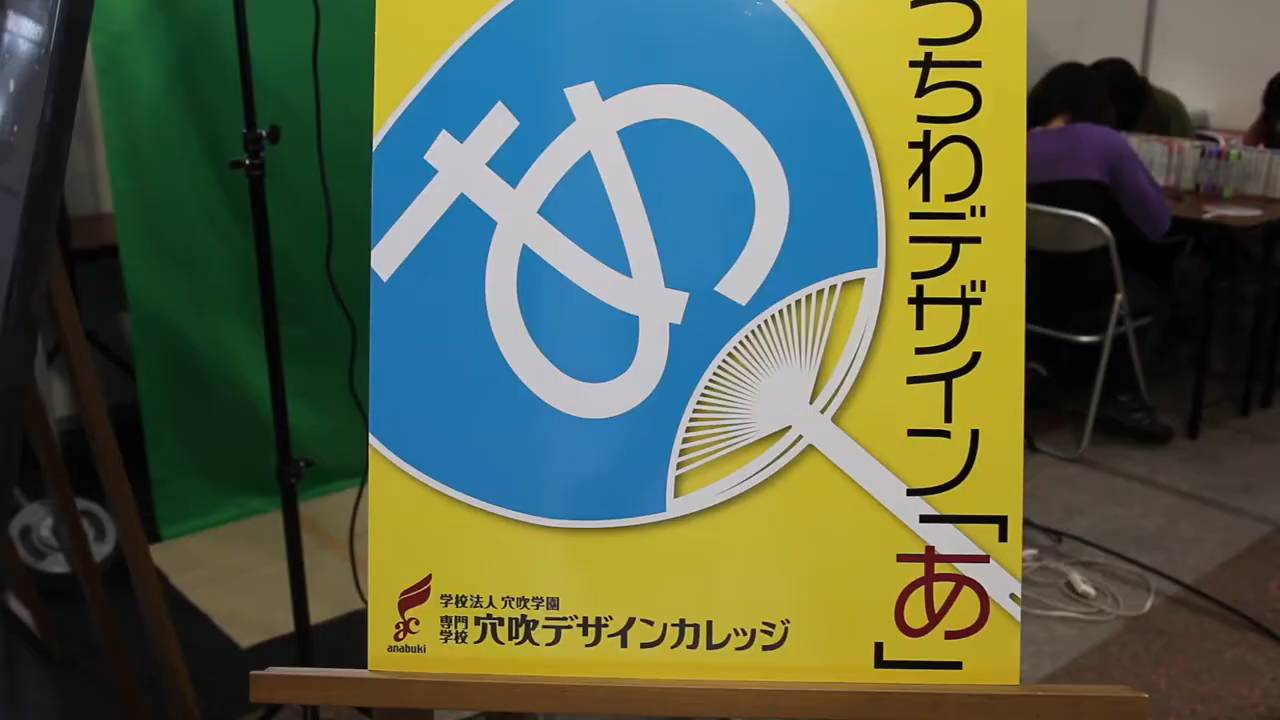 うちわデザイン「あ」
あ
学校法人 穴吹学園
専門学校 穴吹デザインカレッジ
anabuki